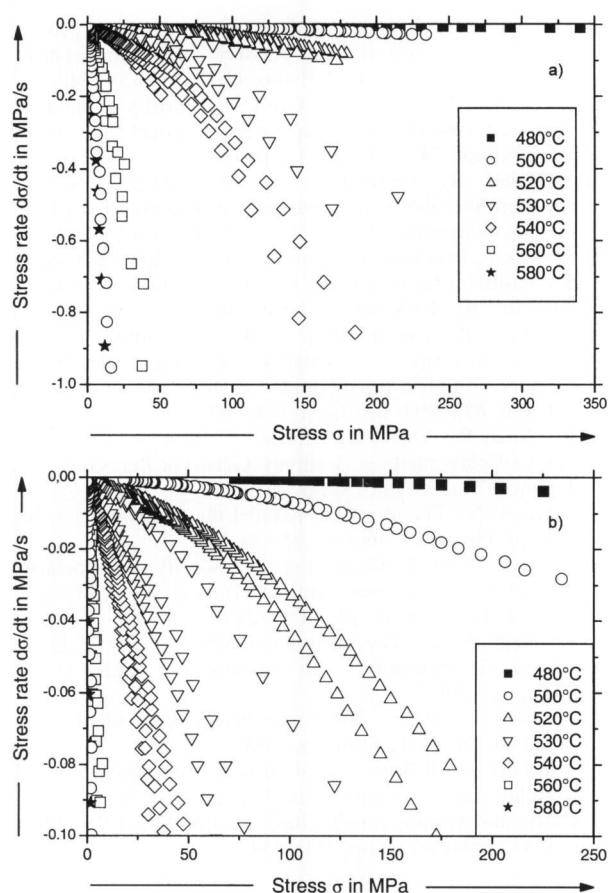 Stress rate dσ/dt in MPa/s
0.0
-0.2
-0.4
-0.6
-0.8
-1.0
a)
480°C
500°C
520°C
530°C
540°C
560°C
580°C
0 50 100 150 200 250 300 350
Stress σ in MPa
Stress rate dσ/dt in MPa/s
0.00
-0.02
-0.04
-0.06
-0.08
-0.10
b)
480°C
500°C
520°C
530°C
540°C
560°C
580°C
0 50 100 150 200 250
Stress σ in MPa